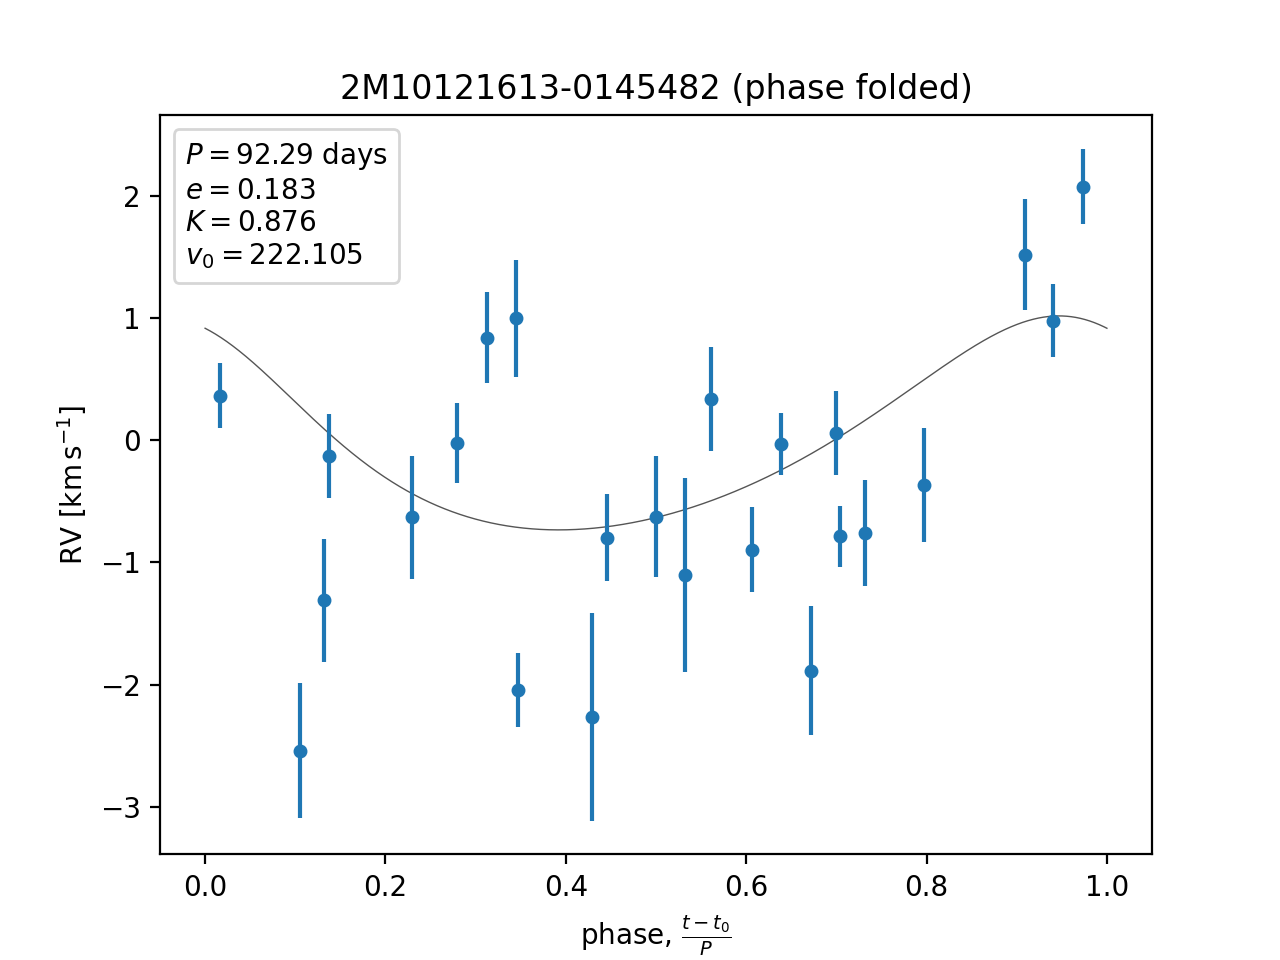 2M10121613-0145482 (phase folded)
P = 92.29 days
e = 0.183
K = 0.876
v₀ = 222.105
2
1
0
−1
−2
−3
RV [km s⁻¹]
0.0 0.2 0.4 0.6 0.8 1.0
phase, (t − t₀)/P